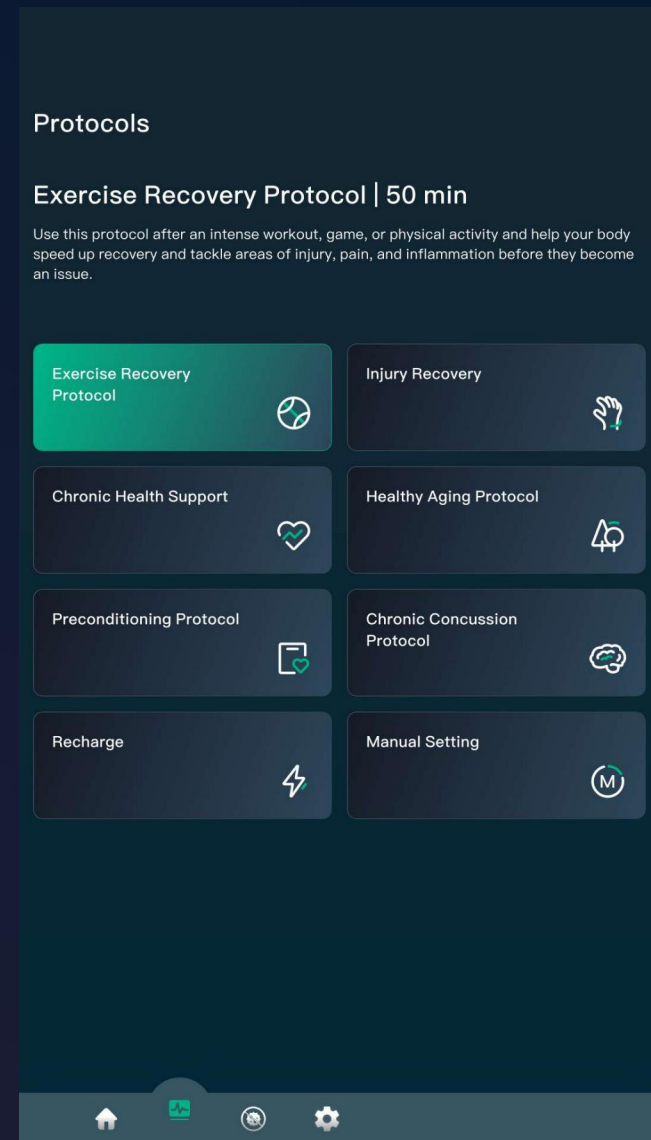 Protocols
Exercise Recovery Protocol | 50 min
Use this protocol after an intense workout, game, or physical activity and help your body
speed up recovery and tackle areas of injury, pain, and inflammation before they become
an issue.
Exercise Recovery
Protocol
Injury Recovery
Chronic Health Support
Healthy Aging Protocol
Preconditioning Protocol
Chronic Concussion
Protocol
Recharge
Manual Setting
M